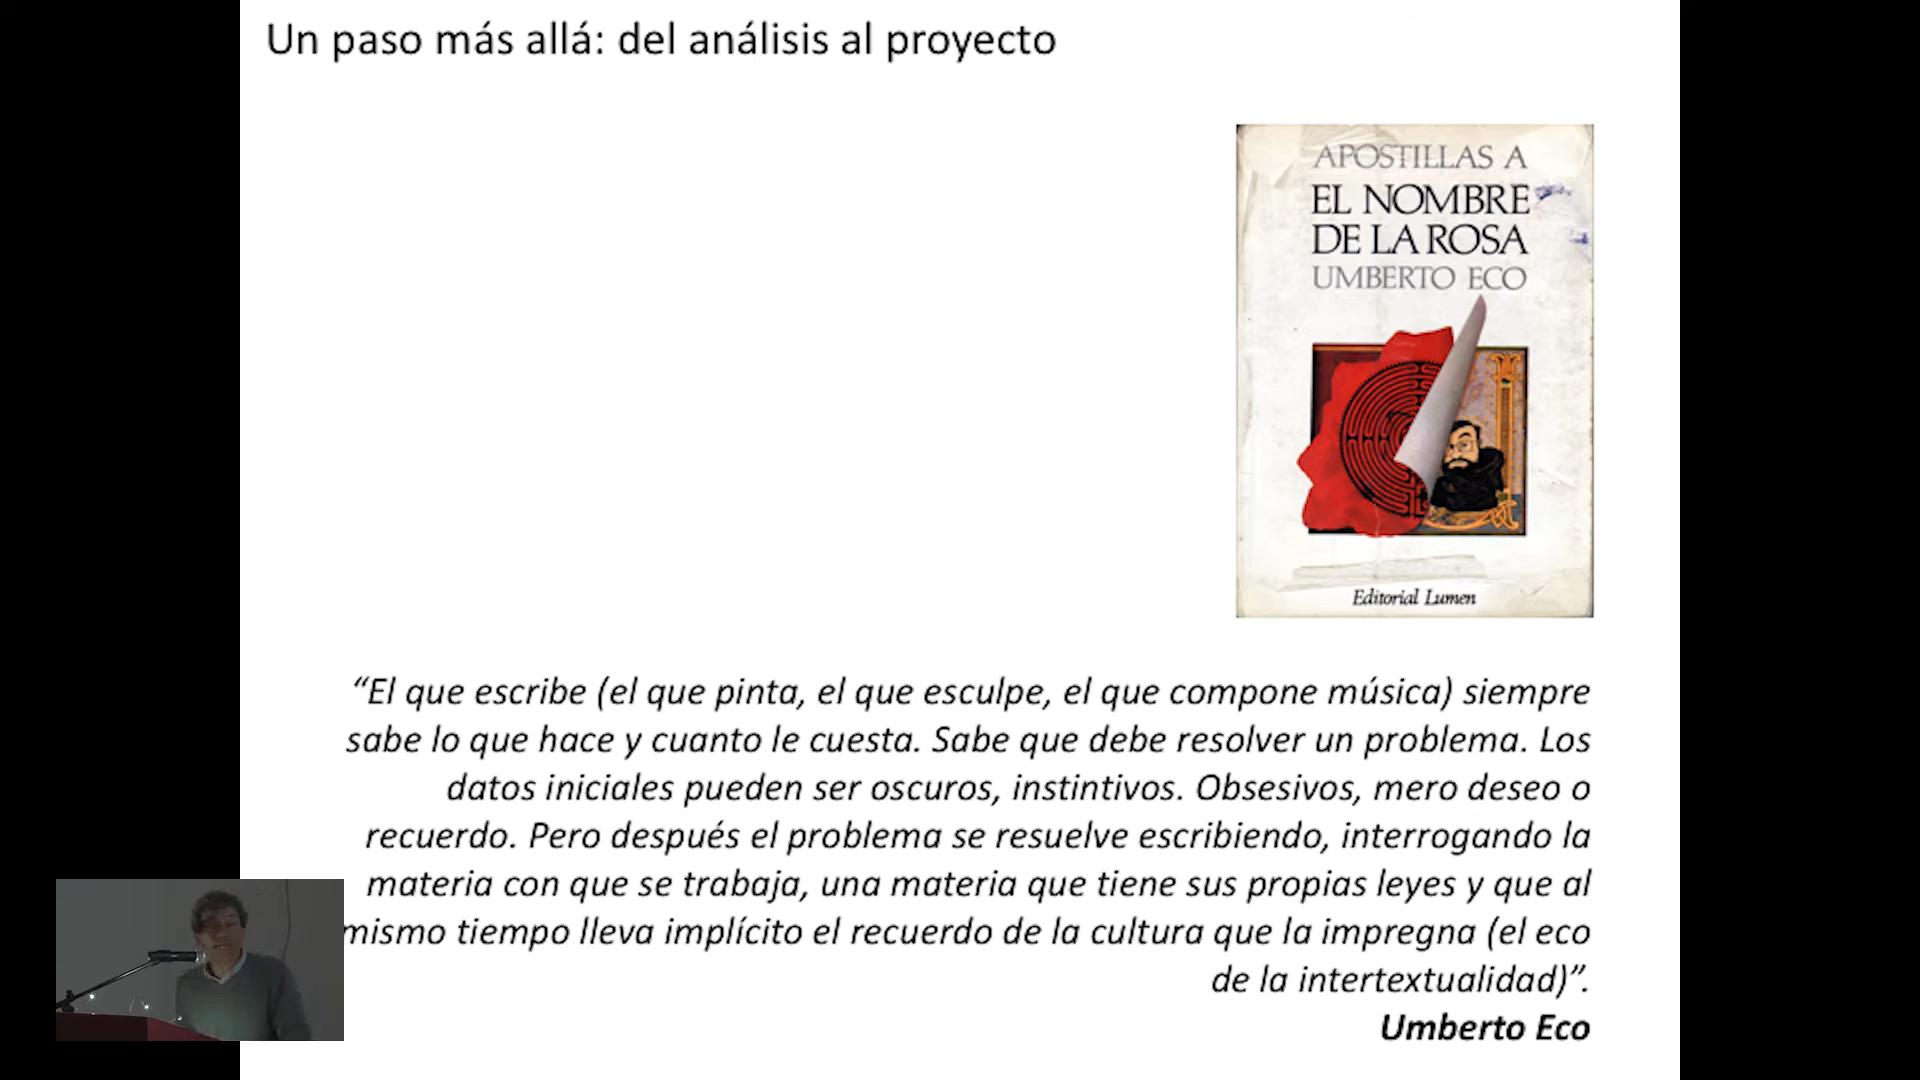 Un paso más allá: del análisis al proyecto
APOSTILLAS A
EL NOMBRE
DE LA ROSA
UMBERTO ECO
Editorial Lumen
“El que escribe (el que pinta, el que esculpe, el que compone música) siempre
sabe lo que hace y cuanto le cuesta. Sabe que debe resolver un problema. Los
datos iniciales pueden ser oscuros, instintivos. Obsesivos, mero deseo o
recuerdo. Pero después el problema se resuelve escribiendo, interrogando la
materia con que se trabaja, una materia que tiene sus propias leyes y que al
mismo tiempo lleva implícito el recuerdo de la cultura que la impregna (el eco
de la intertextualidad)”.
Umberto Eco